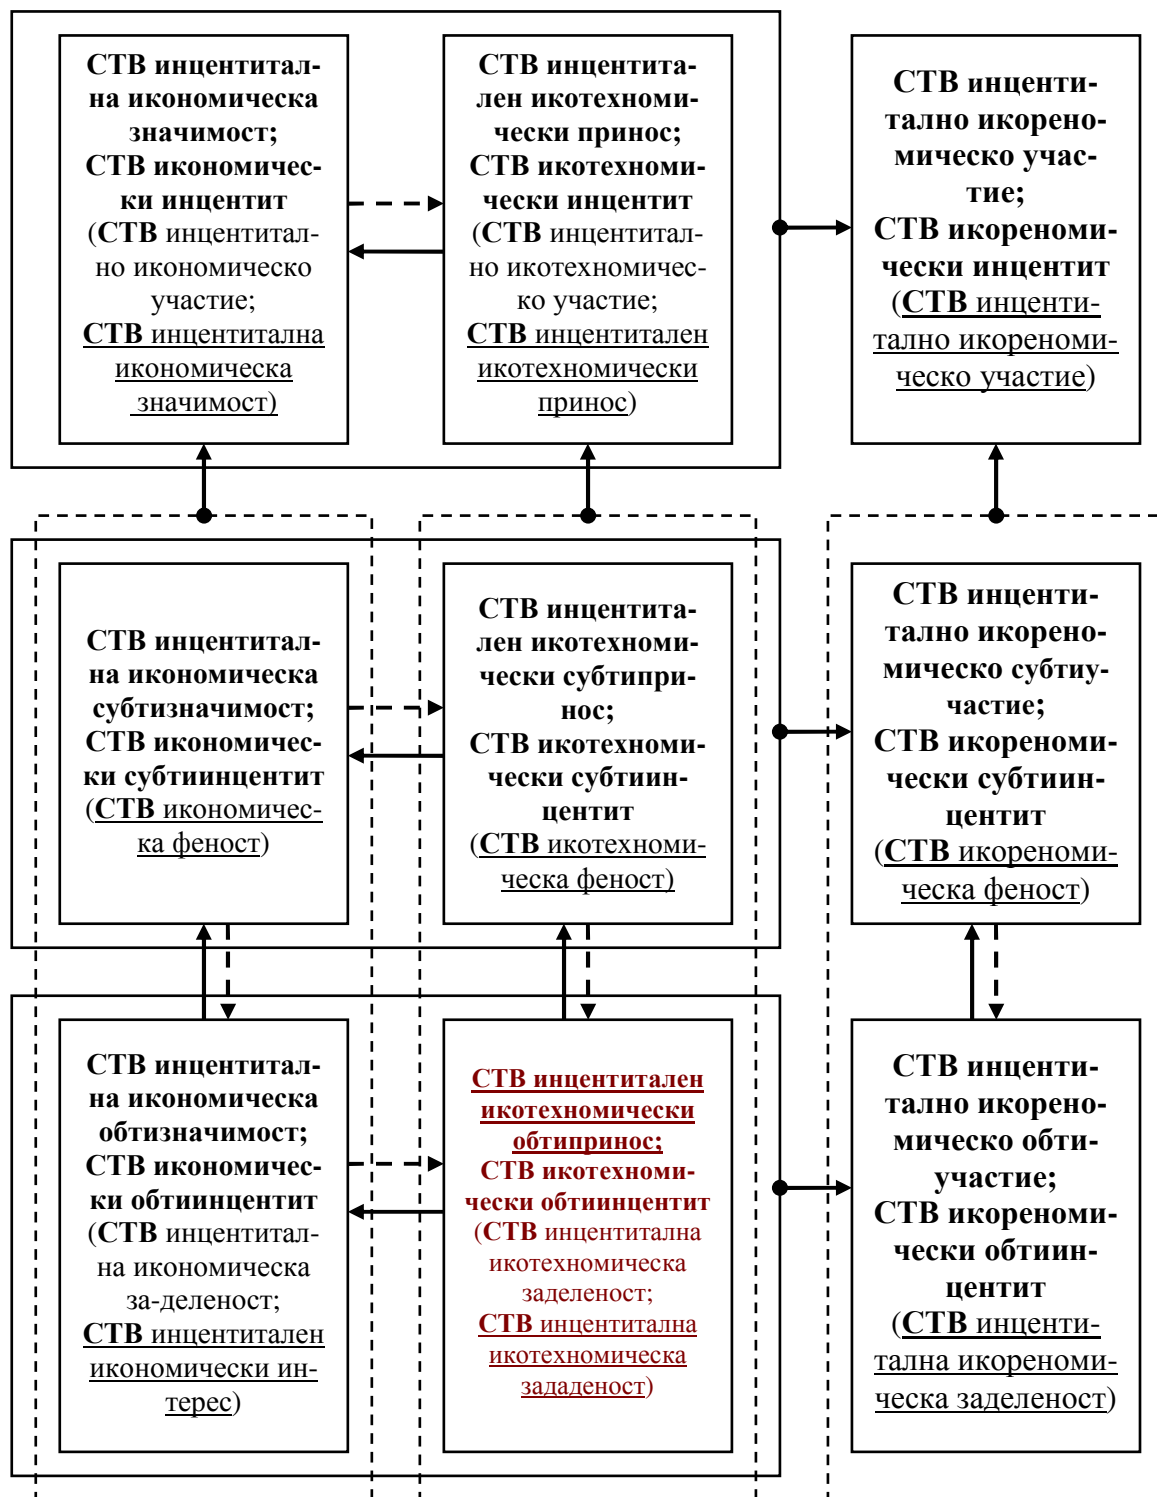 СТВ инцентитал-
на икономическа
значимост;
СТВ икономичес-
ки инцентит
(СТВ инцентитал-
но икономическо
участие;
СТВ инцентитална
икономическа
значимост)
СТВ инцентита-
лен икотехноми-
чески принос;
СТВ икотехноми-
чески инцентит
(СТВ инцентитал-
но икотехномичес-
ко участие;
СТВ инцентитален
икотехномически
принос)
СТВ инценти-
тално икорено-
мическо учас-
тие;
СТВ икореноми-
чески инцентит
(СТВ инценти-
тално икореноми-
ческо участие)
СТВ инцентитал-
на икономическа
субтизначимост;
СТВ икономичес-
ки субтиинцентит
(СТВ икономичес-
ка феност)
СТВ инцентита-
лен икотехноми-
чески субтипри-
нос;
СТВ икотехноми-
чески субтиин-
центит
(СТВ икотехноми-
ческа феност)
СТВ инценти-
тално икорено-
мическо субтиу-
частие;
СТВ икореноми-
чески субтиин-
центит
(СТВ икореноми-
ческа феност)
СТВ инцентитал-
на икономическа
обтизначимост;
СТВ икономичес-
ки обтиинцентит
(СТВ инцентитал-
на икономическа
за-деленост;
СТВ инцентитален
икономически ин-
терес)
СТВ инцентитален
икотехномически
обтипринос;
СТВ икотехноми-
чески обтиинцентит
(СТВ инцентитална
икотехномическа
заделеност;
СТВ инцентитална
икотехномическа
зададеност)
СТВ инценти-
тално икорено-
мическо обти-
участие;
СТВ икореноми-
чески обтиин-
центит
(СТВ инценти-
тална икореноми-
ческа заделеност)